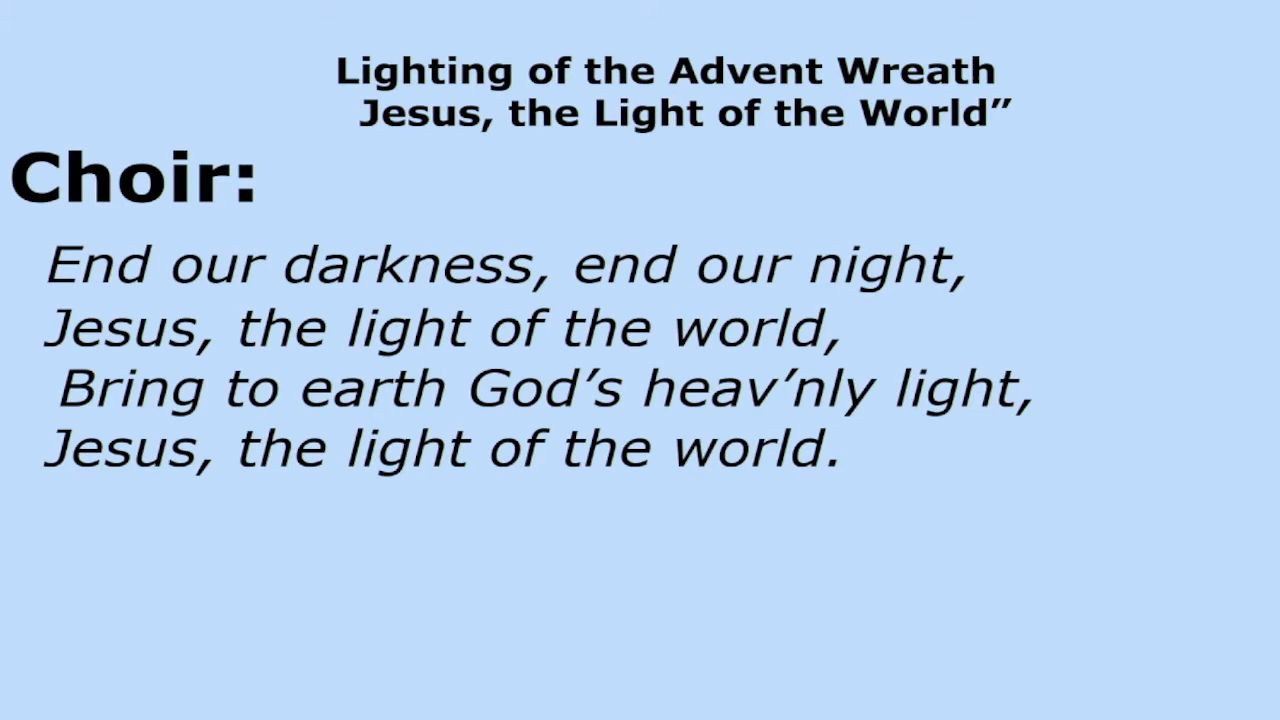 Lighting of the Advent Wreath
Jesus, the Light of the World”
Choir:
End our darkness, end our night,
Jesus, the light of the world,
Bring to earth God’s heav’nly light,
Jesus, the light of the world.